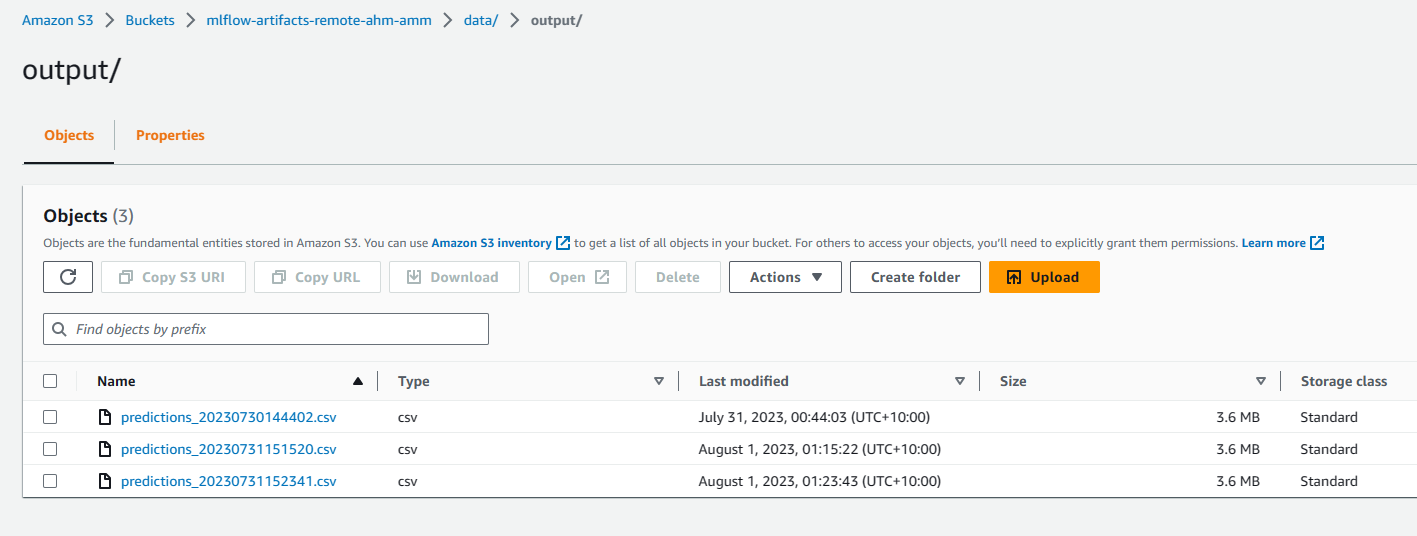 Amazon S3 > Buckets > mlflow-artifacts-remote-ahm-amm > data/ > output/
output/
Objects Properties
Objects (3)
Objects are the fundamental entities stored in Amazon S3. You can use Amazon S3 inventory to get a list of all objects in your bucket. For others to access your objects, you'll need to explicitly grant them permissions. Learn more
Copy S3 URI Copy URL Download Open Delete Actions Create folder Upload
Find objects by prefix
Name Type Last modified Size Storage class
predictions_20230730144402.csv csv July 31, 2023, 00:44:03 (UTC+10:00) 3.6 MB Standard
predictions_20230731151520.csv csv August 1, 2023, 01:15:22 (UTC+10:00) 3.6 MB Standard
predictions_20230731152341.csv csv August 1, 2023, 01:23:43 (UTC+10:00) 3.6 MB Standard